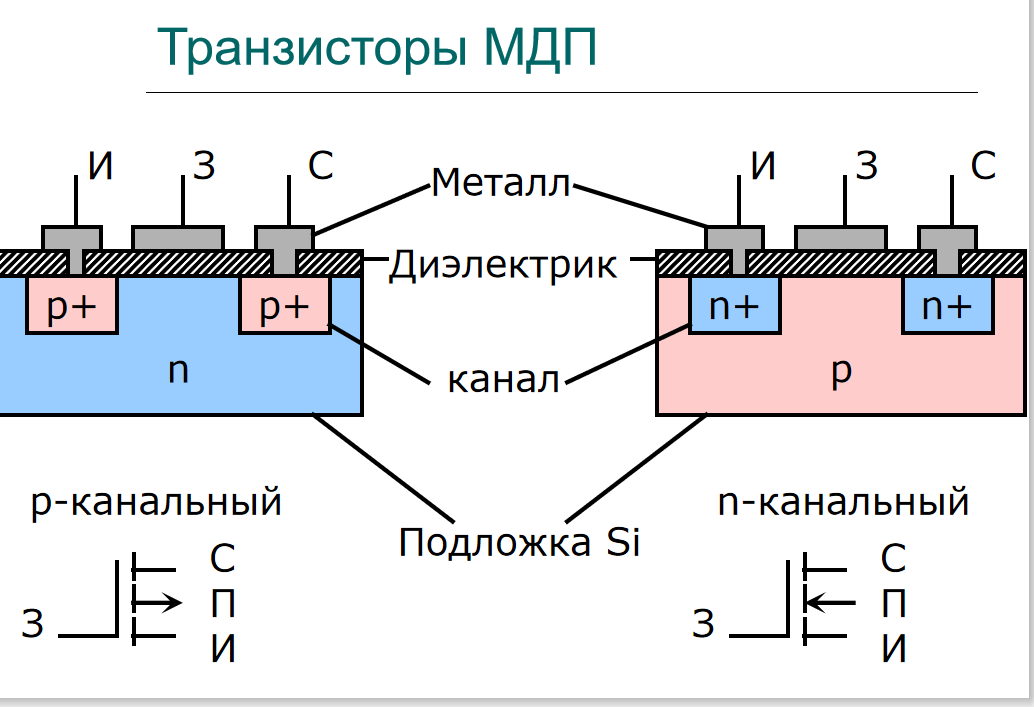 Транзисторы МДП
И З С
Металл
И З С
Диэлектрик
p+ p+
n+ n+
n
канал
p
p-канальный
n-канальный
Подложка Si
С
П
З
И
С
П
З
И